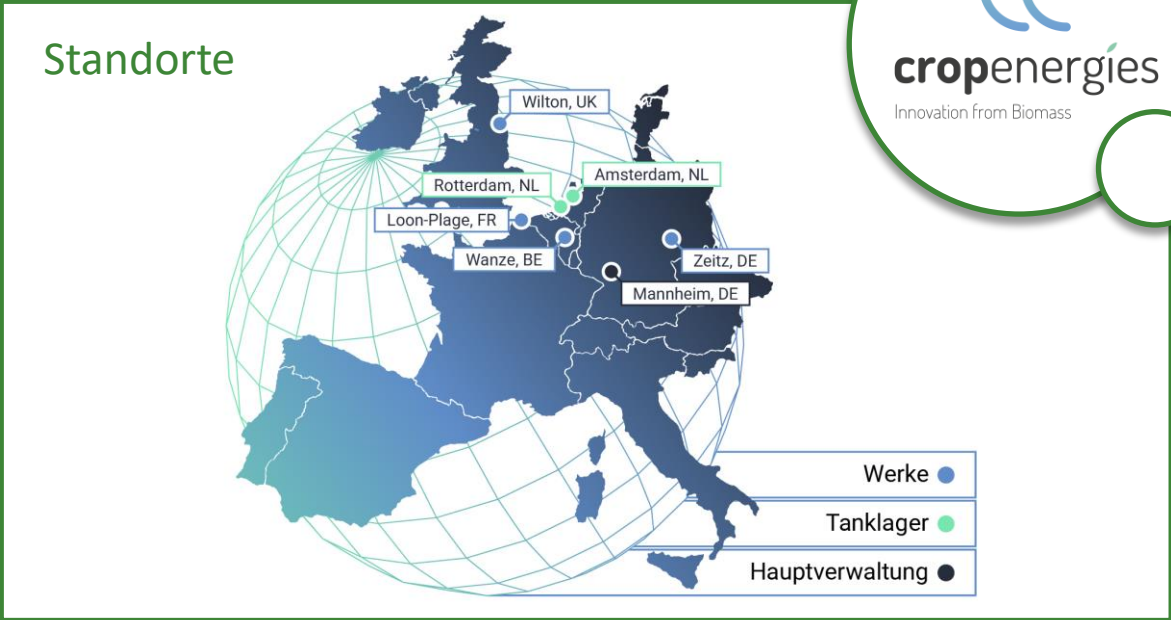 Standorte
cropenergies
Innovation from Biomass
Wilton, UK
Amsterdam, NL
Rotterdam, NL
Loon-Plage, FR
Wanze, BE
Zeitz, DE
Mannheim, DE
Werke
Tanklager
Hauptverwaltung